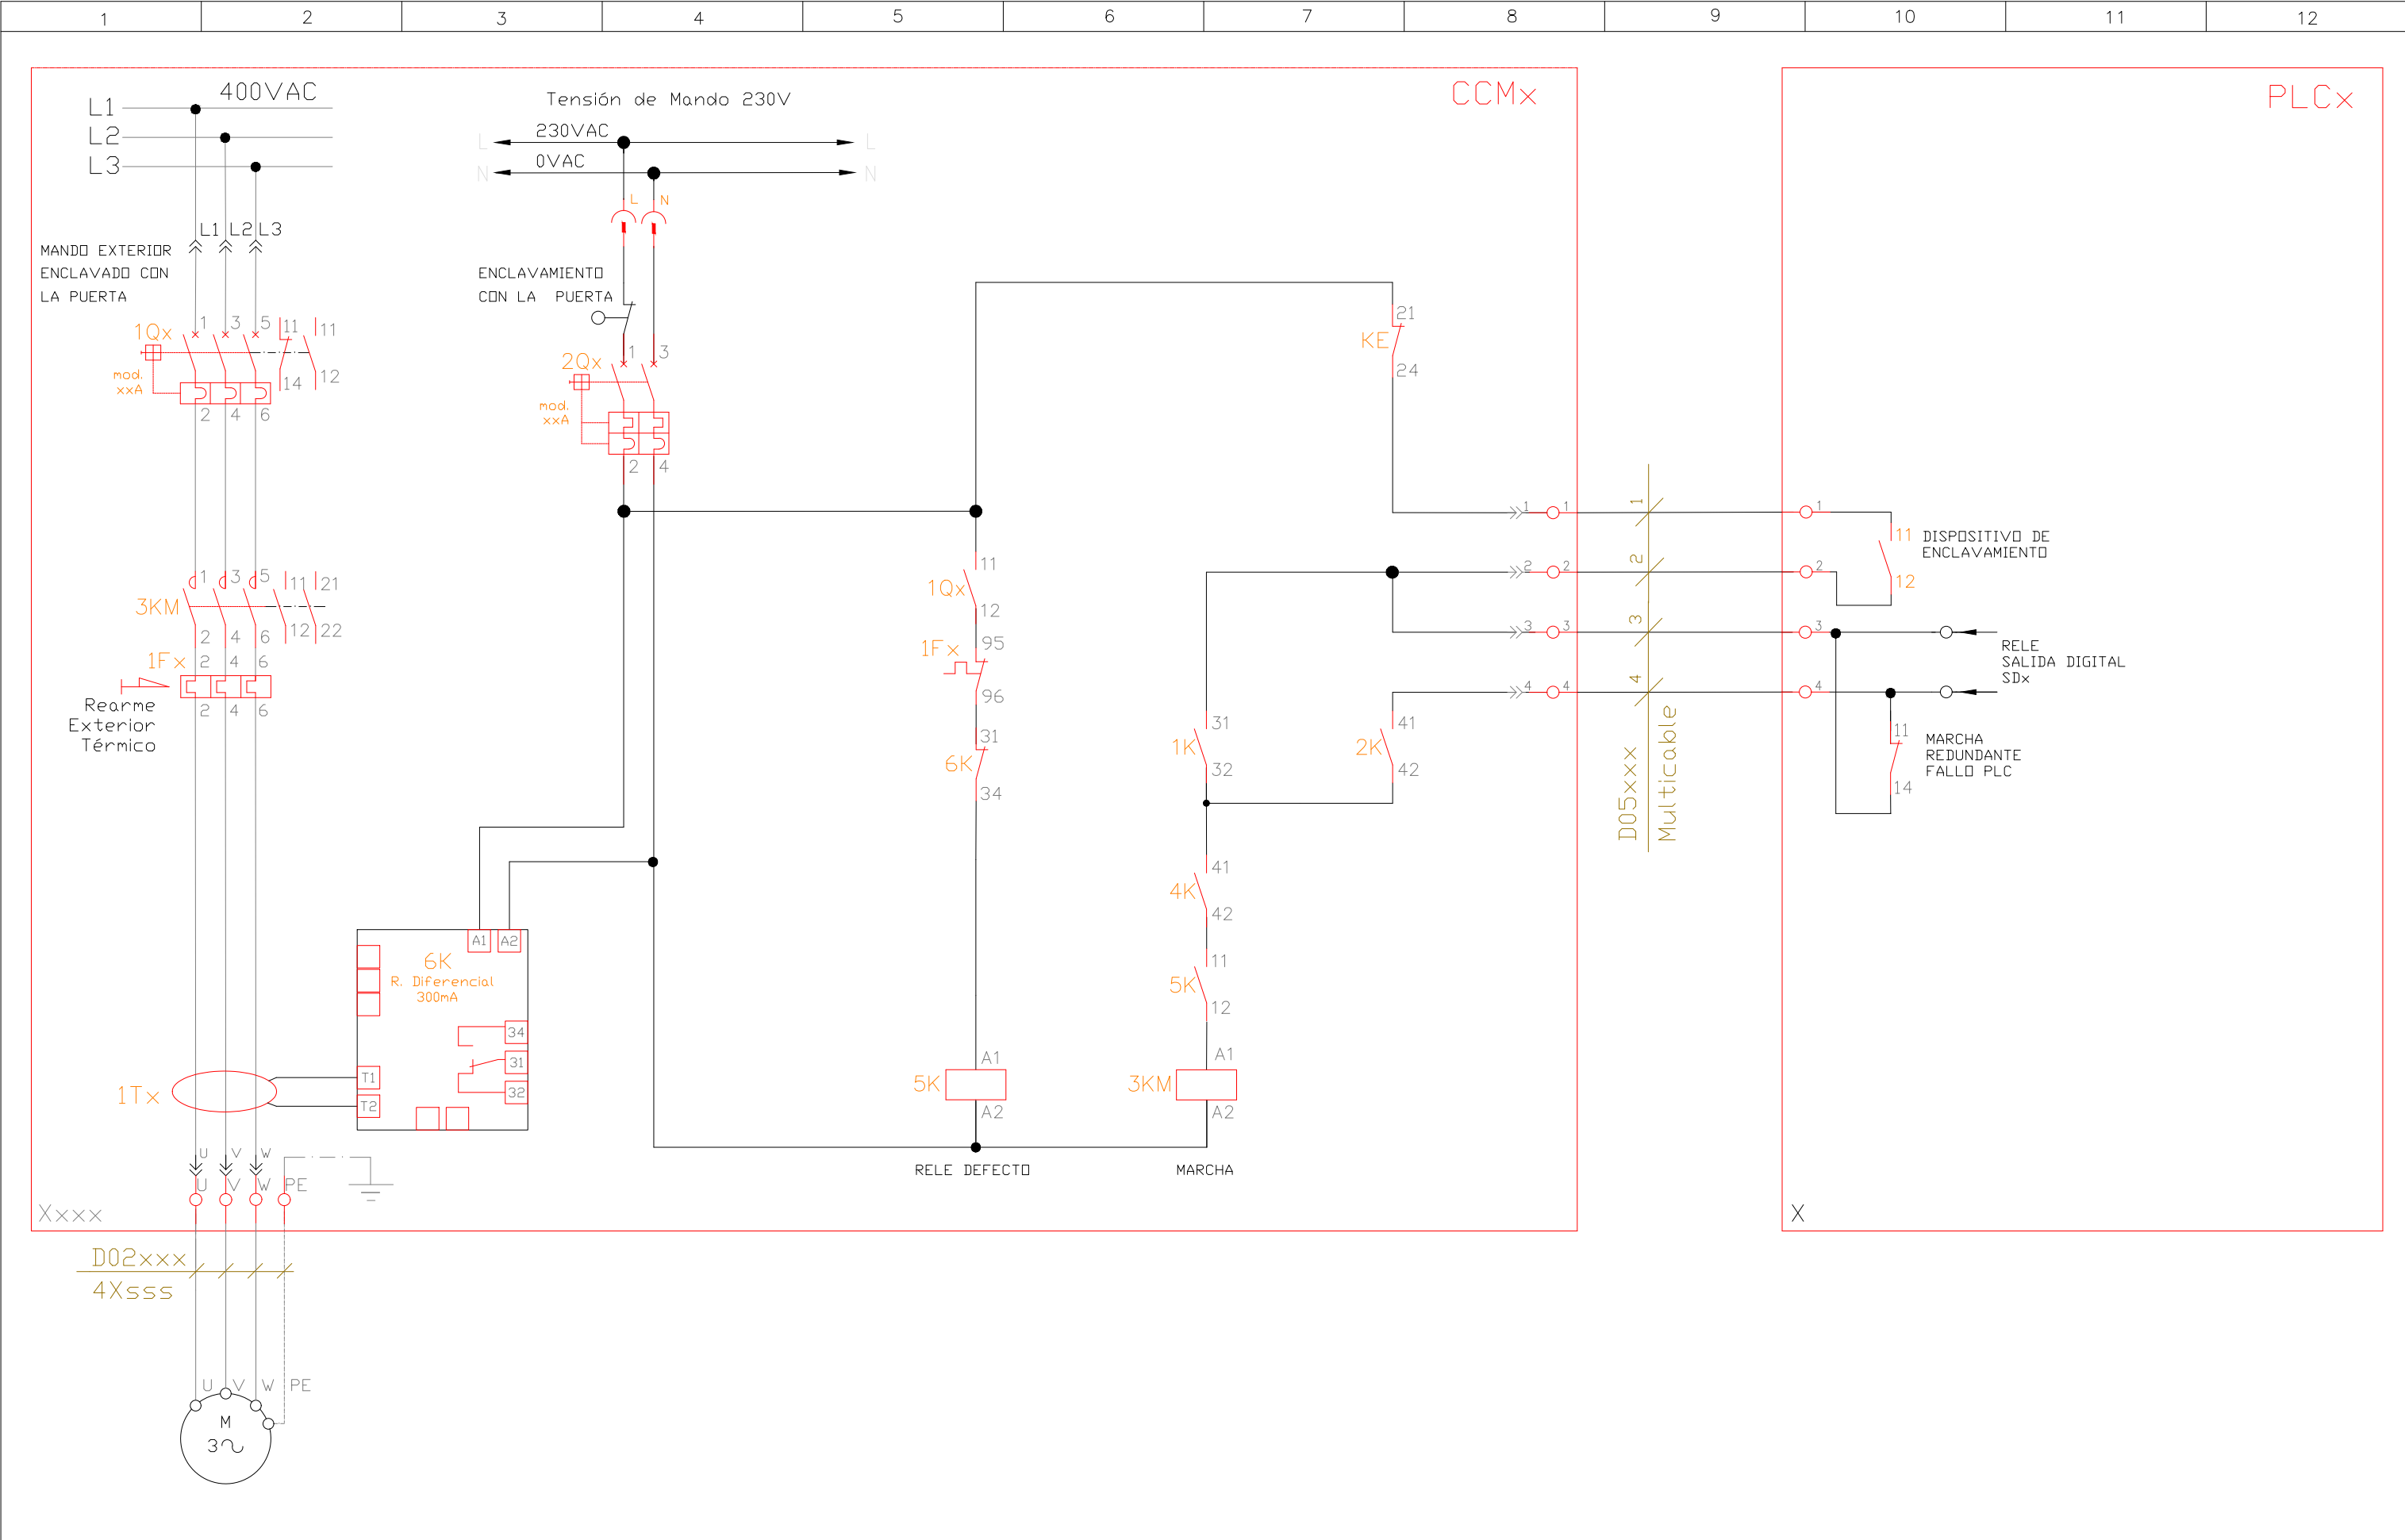 1 2 3 4 5 6 7 8 9 10 11 12
400VAC
L1
L2
L3
L1 L2 L3
MANDO EXTERIOR
ENCLAVADO CON
LA PUERTA
1Qx
1 3 5 11 11
mod.
xxA
14 12
2 4 6
3KM
1 3 5 11 21
2 4 6 12 22
1Fx
2 4 6
2 4 6
Rearme
Exterior
Térmico
1Tx
U V W
U V W PE
Xxxx
D02xxx
4Xsss
U V W PE
M
3
Tensión de Mando 230V
L 230VAC L
N 0VAC N
L N
ENCLAVAMIENTO
CON LA PUERTA
2Qx
1 3
mod.
xxA
2 4
A1 A2
6K
R. Diferencial
300mA
34
31
32
T1
T2
11
1Qx
12
95
1Fx
96
31
6K
34
A1
5K
A2
RELE DEFECTO
31
1K
32
41
4K
42
11
5K
12
A1
3KM
A2
MARCHA
21
KE
24
41
2K
42
CCMx
1 1
2 2
3 3
4 4
1
2
3
4
D05xxx
Multicable
PLCx
1
2
3
4
11
12
DISPOSITIVO DE
ENCLAVAMIENTO
RELE
SALIDA DIGITAL
SDx
11
14
MARCHA
REDUNDANTE
FALLO PLC
X